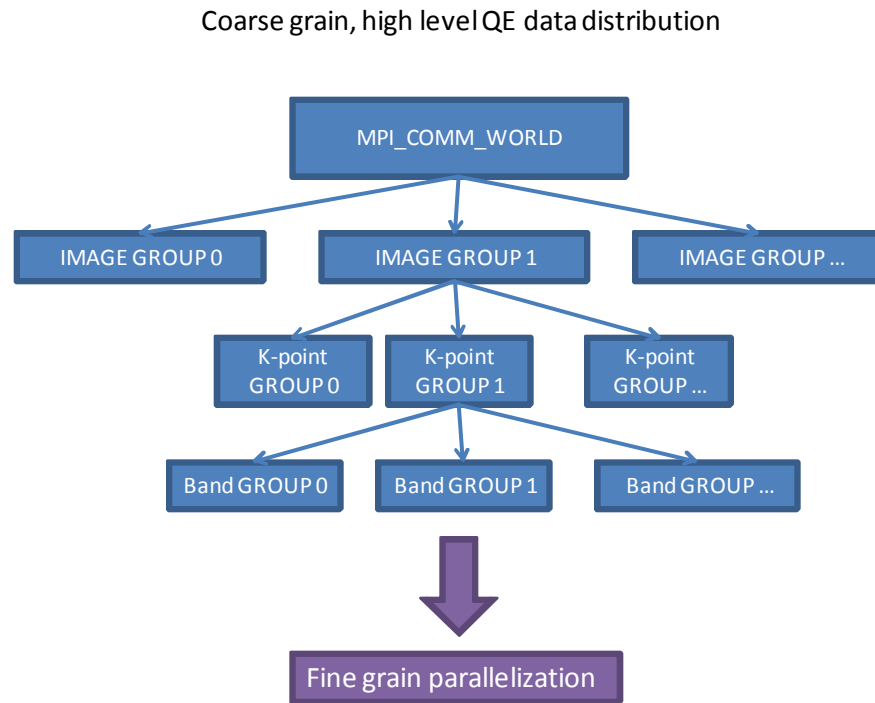 Coarse grain, high level QE data distribution
MPI_COMM_WORLD
IMAGE GROUP 0
IMAGE GROUP 1
IMAGE GROUP ...
K-point
GROUP 0
K-point
GROUP 1
K-point
GROUP ...
Band GROUP 0
Band GROUP 1
Band GROUP ...
Fine grain parallelization